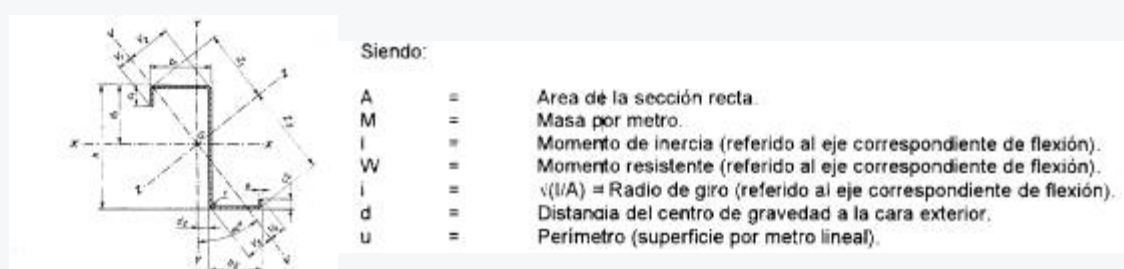 Siendo:
A = Area de la sección recta.
M = Masa por metro.
I = Momento de inercia (referido al eje correspondiente de flexión).
W = Momento resistente (referido al eje correspondiente de flexión).
i = √(I/A) = Radio de giro (referido al eje correspondiente de flexión).
d = Distancia del centro de gravedad a la cara exterior.
u = Perímetro (superficie por metro lineal).
Y
V
Z
X
X
G
Z
V
Y